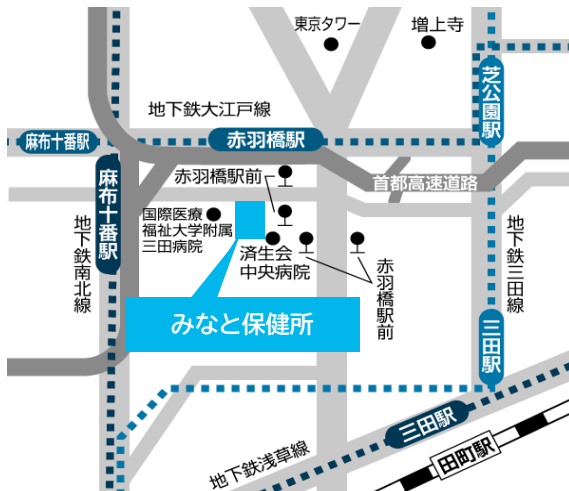 東京タワー
増上寺
芝公園駅
地下鉄大江戸線
麻布十番駅
赤羽橋駅
麻布十番駅
赤羽橋駅前
首都高速道路
国際医療
福祉大学附属
三田病院
済生会
中央病院
赤羽橋駅前
地下鉄南北線
地下鉄三田線
みなと保健所
三田駅
三田駅
田町駅
地下鉄浅草線